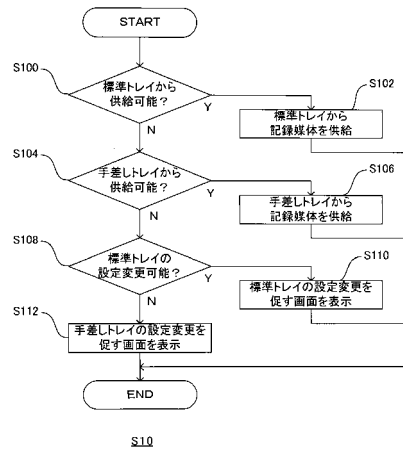 START
S100
標準トレイから
供給可能？
Y
N
S102
標準トレイから
記録媒体を供給
S104
手差しトレイから
供給可能？
Y
N
S106
手差しトレイから
記録媒体を供給
S108
標準トレイの
設定変更可能？
Y
N
S110
標準トレイの設定変更を
促す画面を表示
S112
手差しトレイの設定変更を
促す画面を表示
END
S10